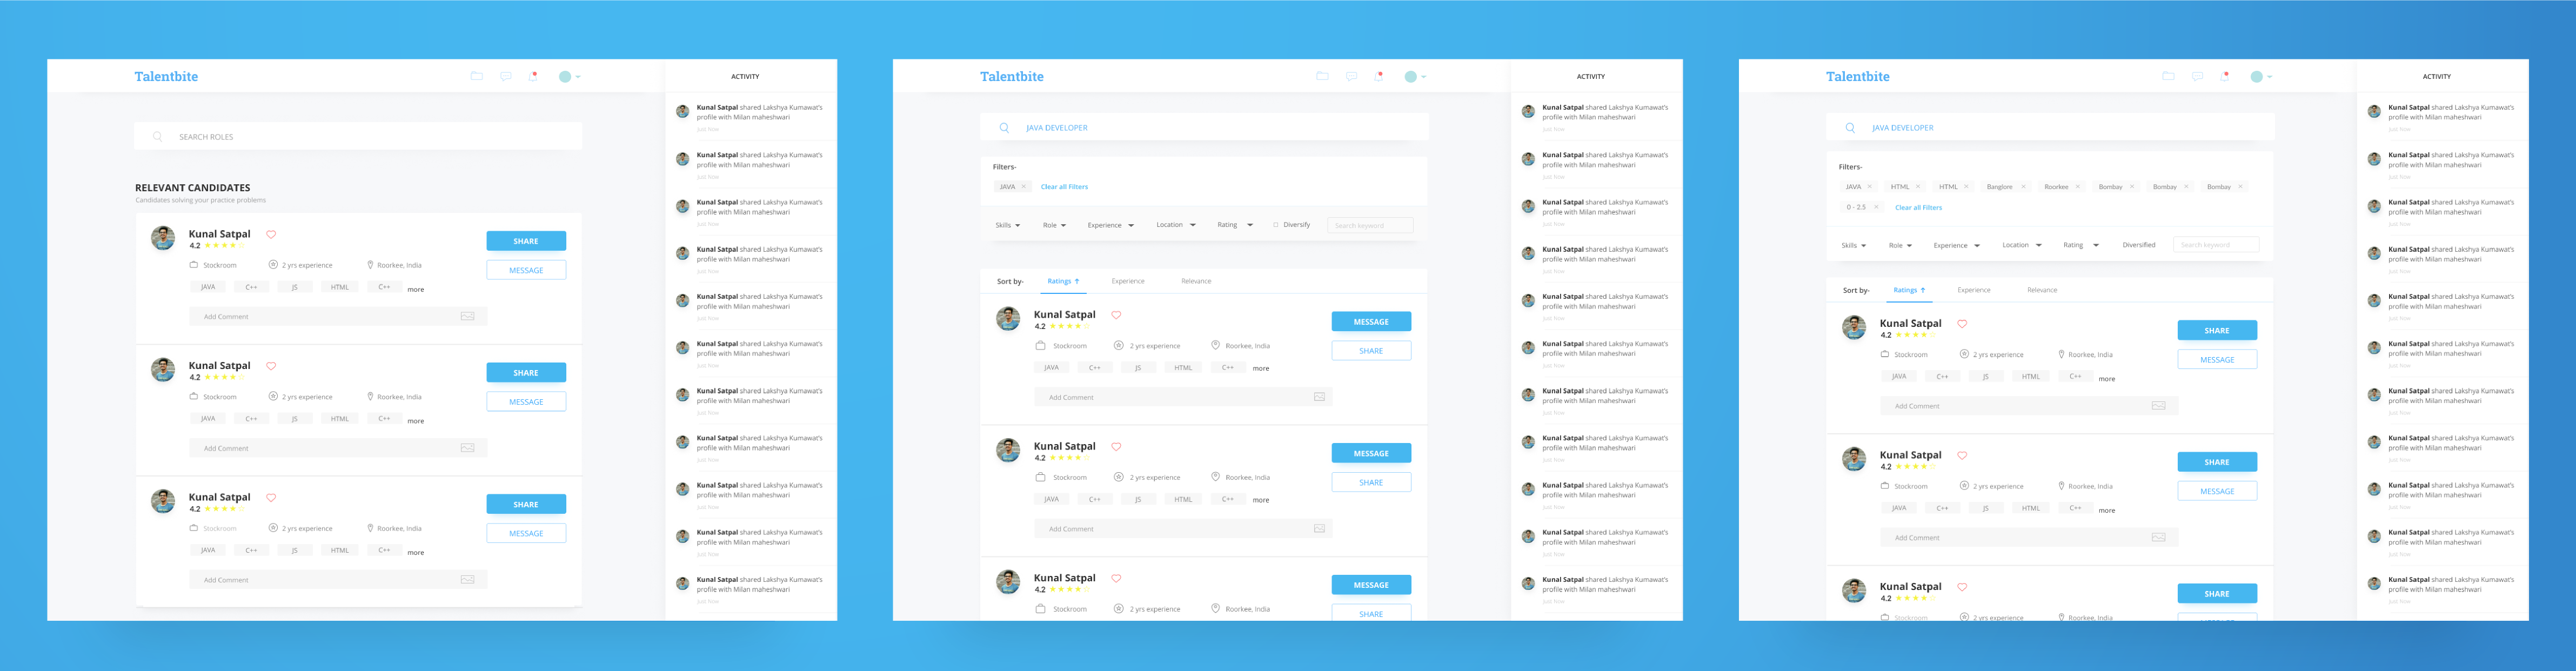 Talentbite
SEARCH ROLES
RELEVANT CANDIDATES
Candidates solving your practice problems
Kunal Satpal
4.2
SHARE
Stockroom 2 yrs experience Roorkee, India
MESSAGE
JAVA C++ JS HTML C++ more
Add Comment
Kunal Satpal
4.2
SHARE
Stockroom 2 yrs experience Roorkee, India
MESSAGE
JAVA C++ JS HTML C++ more
Add Comment
Kunal Satpal
4.2
SHARE
Stockroom 2 yrs experience Roorkee, India
MESSAGE
JAVA C++ JS HTML C++ more
Add Comment
ACTIVITY
Kunal Satpal shared Lakshya Kumawat's
profile with Milan maheshwari
Just Now
Kunal Satpal shared Lakshya Kumawat's
profile with Milan maheshwari
Just Now
Kunal Satpal shared Lakshya Kumawat's
profile with Milan maheshwari
Just Now
Kunal Satpal shared Lakshya Kumawat's
profile with Milan maheshwari
Just Now
Kunal Satpal shared Lakshya Kumawat's
profile with Milan maheshwari
Just Now
Kunal Satpal shared Lakshya Kumawat's
profile with Milan maheshwari
Just Now
Kunal Satpal shared Lakshya Kumawat's
profile with Milan maheshwari
Just Now
Kunal Satpal shared Lakshya Kumawat's
profile with Milan maheshwari
Just Now
Kunal Satpal shared Lakshya Kumawat's
profile with Milan maheshwari
Just Now
Kunal Satpal shared Lakshya Kumawat's
profile with Milan maheshwari
Just Now
Kunal Satpal shared Lakshya Kumawat's
profile with Milan maheshwari
Just Now
Talentbite
JAVA DEVELOPER
Filters-
JAVA × Clear all Filters
Skills Role Experience Location Rating Diversify Search keyword
Sort by- Ratings ↑ Experience Relevance
Kunal Satpal
4.2
MESSAGE
Stockroom 2 yrs experience Roorkee, India
SHARE
JAVA C++ JS HTML C++ more
Add Comment
Kunal Satpal
4.2
MESSAGE
Stockroom 2 yrs experience Roorkee, India
SHARE
JAVA C++ JS HTML C++ more
Add Comment
Kunal Satpal
4.2
MESSAGE
Stockroom 2 yrs experience Roorkee, India
SHARE
ACTIVITY
Kunal Satpal shared Lakshya Kumawat's
profile with Milan maheshwari
Just Now
Kunal Satpal shared Lakshya Kumawat's
profile with Milan maheshwari
Just Now
Kunal Satpal shared Lakshya Kumawat's
profile with Milan maheshwari
Just Now
Kunal Satpal shared Lakshya Kumawat's
profile with Milan maheshwari
Just Now
Kunal Satpal shared Lakshya Kumawat's
profile with Milan maheshwari
Just Now
Kunal Satpal shared Lakshya Kumawat's
profile with Milan maheshwari
Just Now
Kunal Satpal shared Lakshya Kumawat's
profile with Milan maheshwari
Just Now
Kunal Satpal shared Lakshya Kumawat's
profile with Milan maheshwari
Just Now
Kunal Satpal shared Lakshya Kumawat's
profile with Milan maheshwari
Just Now
Kunal Satpal shared Lakshya Kumawat's
profile with Milan maheshwari
Just Now
Kunal Satpal shared Lakshya Kumawat's
profile with Milan maheshwari
Just Now
Talentbite
JAVA DEVELOPER
Filters-
JAVA × HTML × HTML × Banglore × Roorkee × Bombay × Bombay × Bombay ×
0 - 2.5 × Clear all Filters
Skills Role Experience Location Rating Diversified Search keyword
Sort by- Ratings ↑ Experience Relevance
Kunal Satpal
4.2
SHARE
Stockroom 2 yrs experience Roorkee, India
MESSAGE
JAVA C++ JS HTML C++ more
Add Comment
Kunal Satpal
4.2
SHARE
Stockroom 2 yrs experience Roorkee, India
MESSAGE
JAVA C++ JS HTML C++ more
Add Comment
Kunal Satpal
4.2
SHARE
Stockroom 2 yrs experience Roorkee, India
ACTIVITY
Kunal Satpal shared Lakshya Kumawat's
profile with Milan maheshwari
Just Now
Kunal Satpal shared Lakshya Kumawat's
profile with Milan maheshwari
Just Now
Kunal Satpal shared Lakshya Kumawat's
profile with Milan maheshwari
Just Now
Kunal Satpal shared Lakshya Kumawat's
profile with Milan maheshwari
Just Now
Kunal Satpal shared Lakshya Kumawat's
profile with Milan maheshwari
Just Now
Kunal Satpal shared Lakshya Kumawat's
profile with Milan maheshwari
Just Now
Kunal Satpal shared Lakshya Kumawat's
profile with Milan maheshwari
Just Now
Kunal Satpal shared Lakshya Kumawat's
profile with Milan maheshwari
Just Now
Kunal Satpal shared Lakshya Kumawat's
profile with Milan maheshwari
Just Now
Kunal Satpal shared Lakshya Kumawat's
profile with Milan maheshwari
Just Now
Kunal Satpal shared Lakshya Kumawat's
profile with Milan maheshwari
Just Now